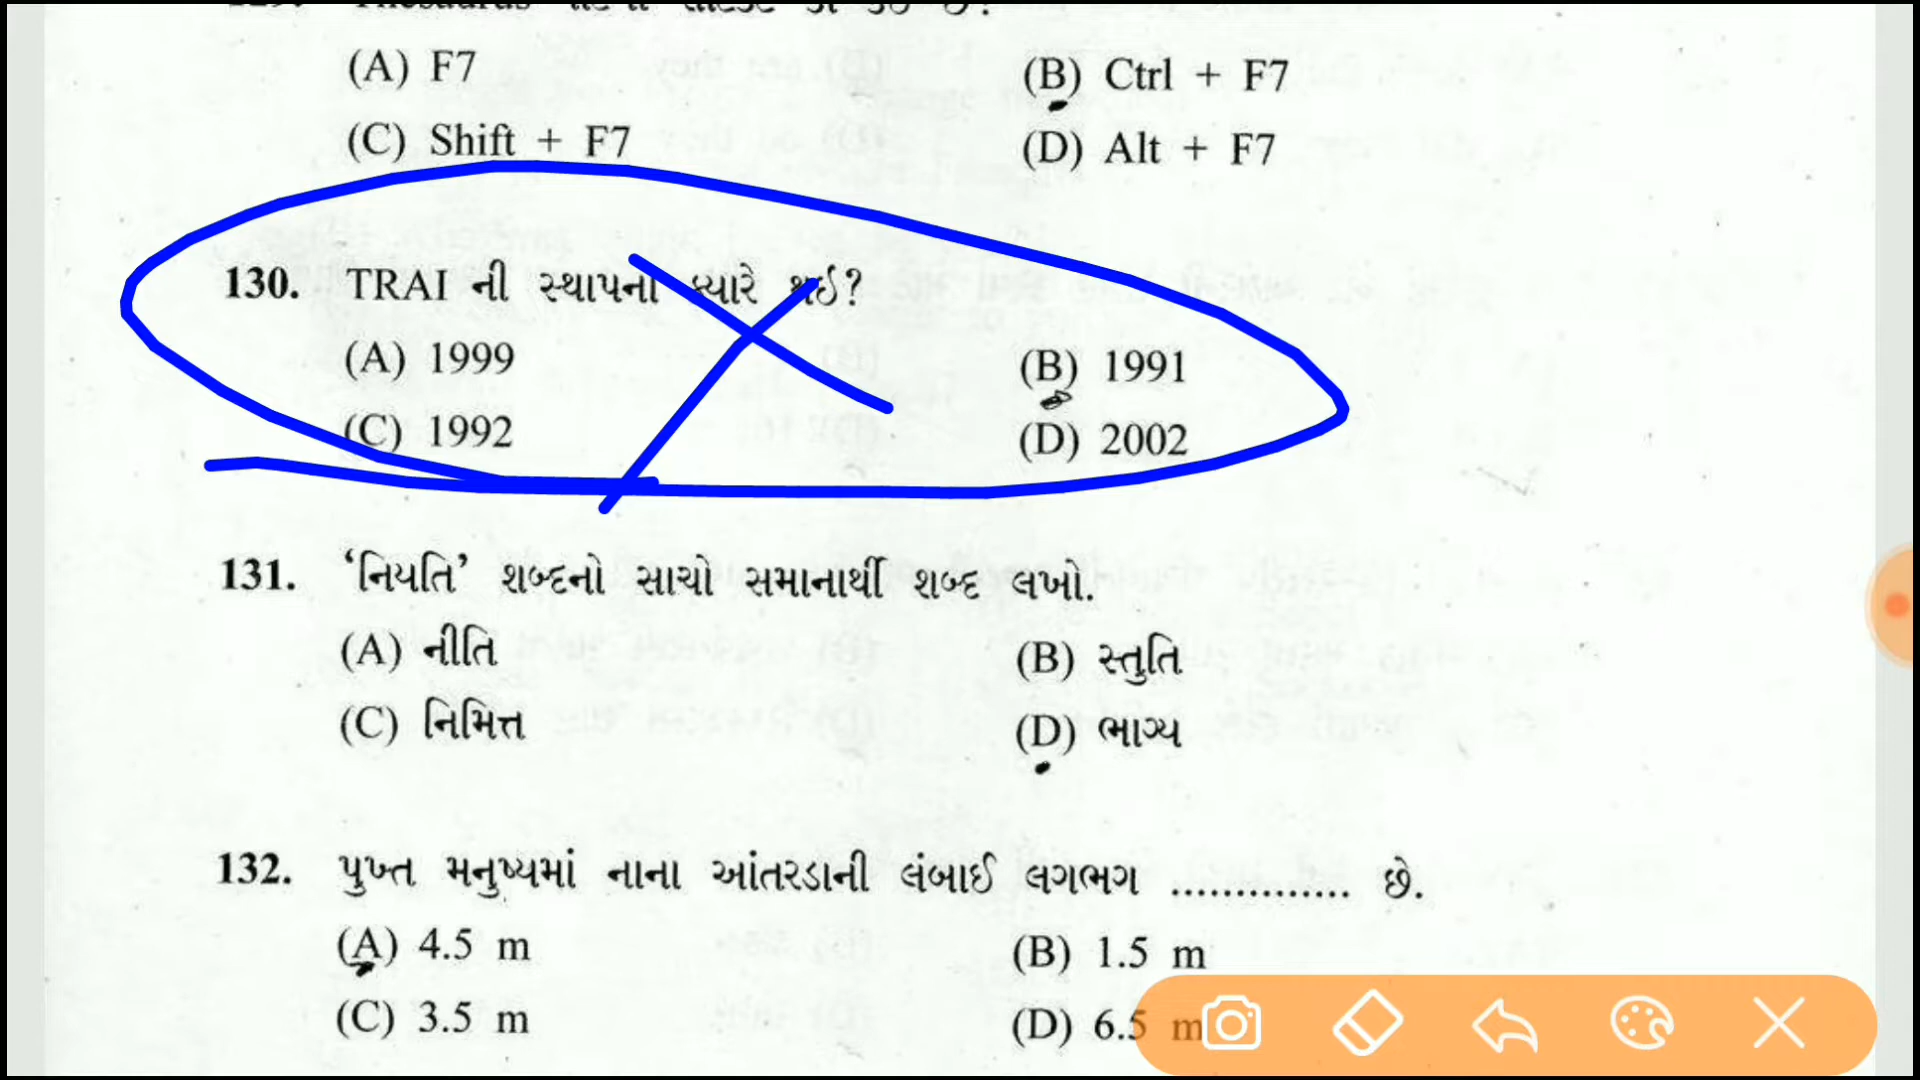 (A) F7
(B) Ctrl + F7
(C) Shift + F7
(D) Alt + F7
130. TRAI ની સ્થાપના ક્યારે થઈ?
(A) 1999
(B) 1991
(C) 1992
(D) 2002
131. ‘નિયતિ’ શબ્દનો સાચો સમાનાર્થી શબ્દ લખો.
(A) નીતિ
(B) સ્તુતિ
(C) નિમિત્ત
(D) ભાગ્ય
132. પુખ્ત મનુષ્યમાં નાના આંતરડાની લંબાઈ લગભગ .............. છે.
(A) 4.5 m
(B) 1.5 m
(C) 3.5 m
(D) 6.5 m